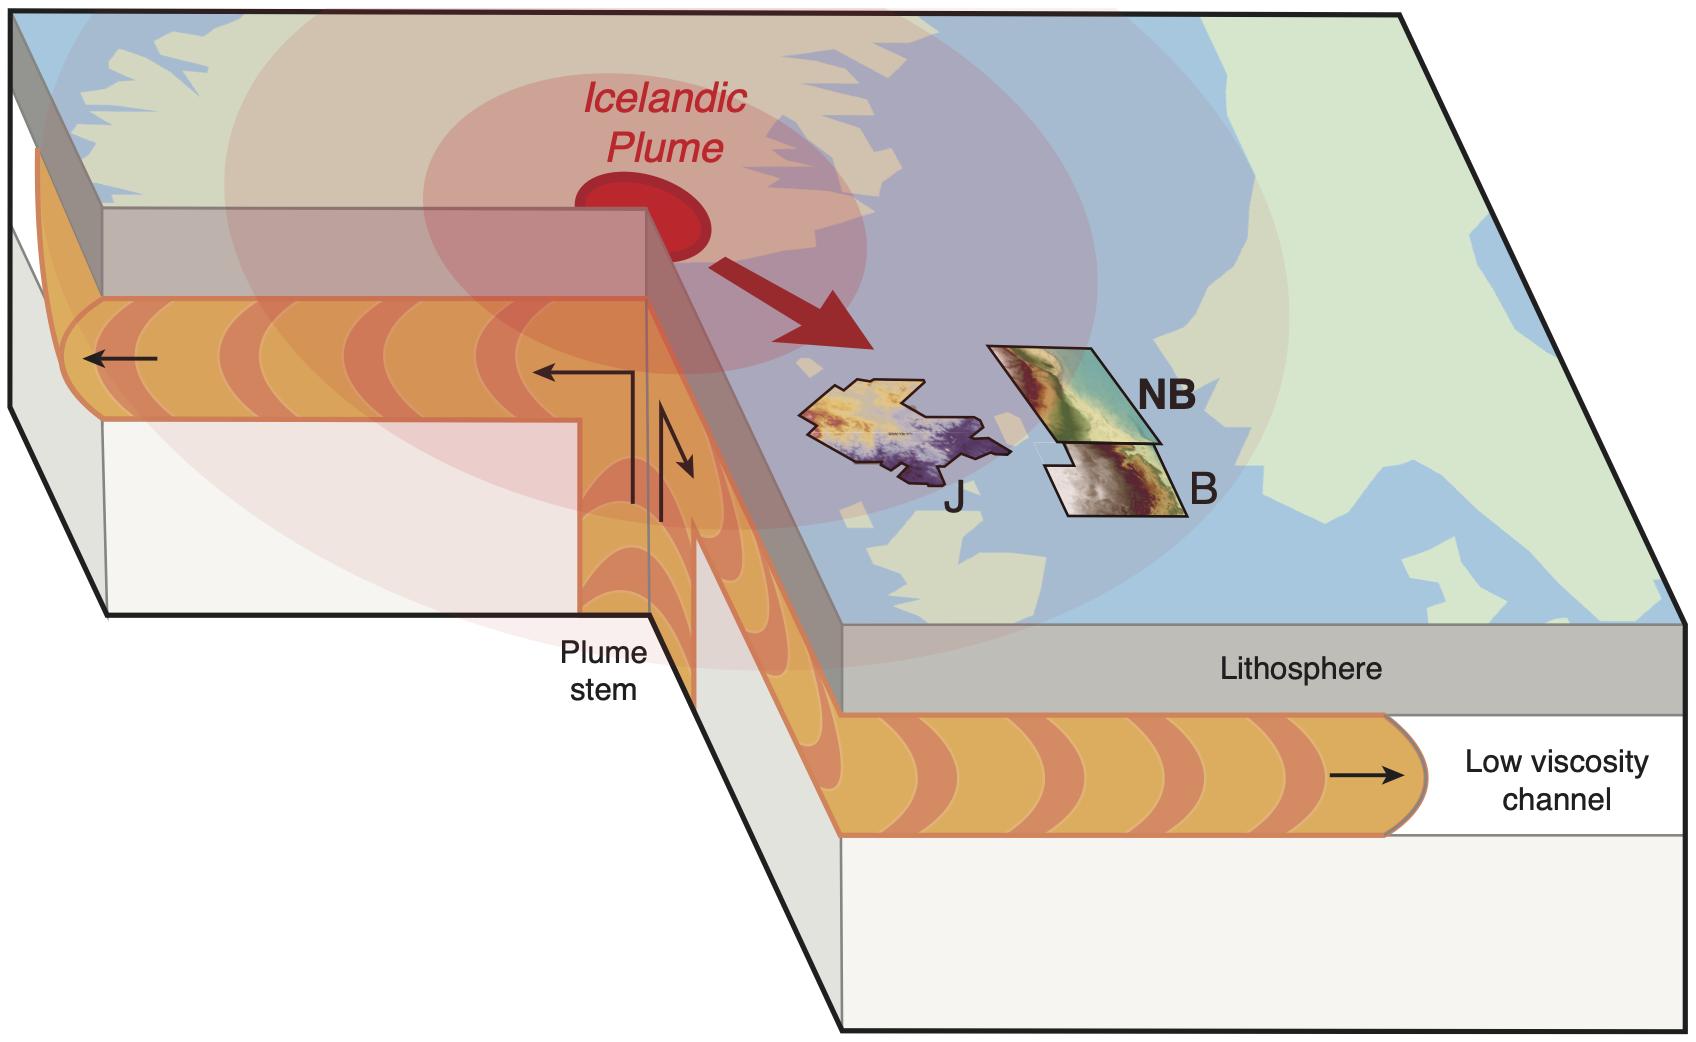 Icelandic
Plume
NB
B
J
Plume
stem
Lithosphere
Low viscosity
channel